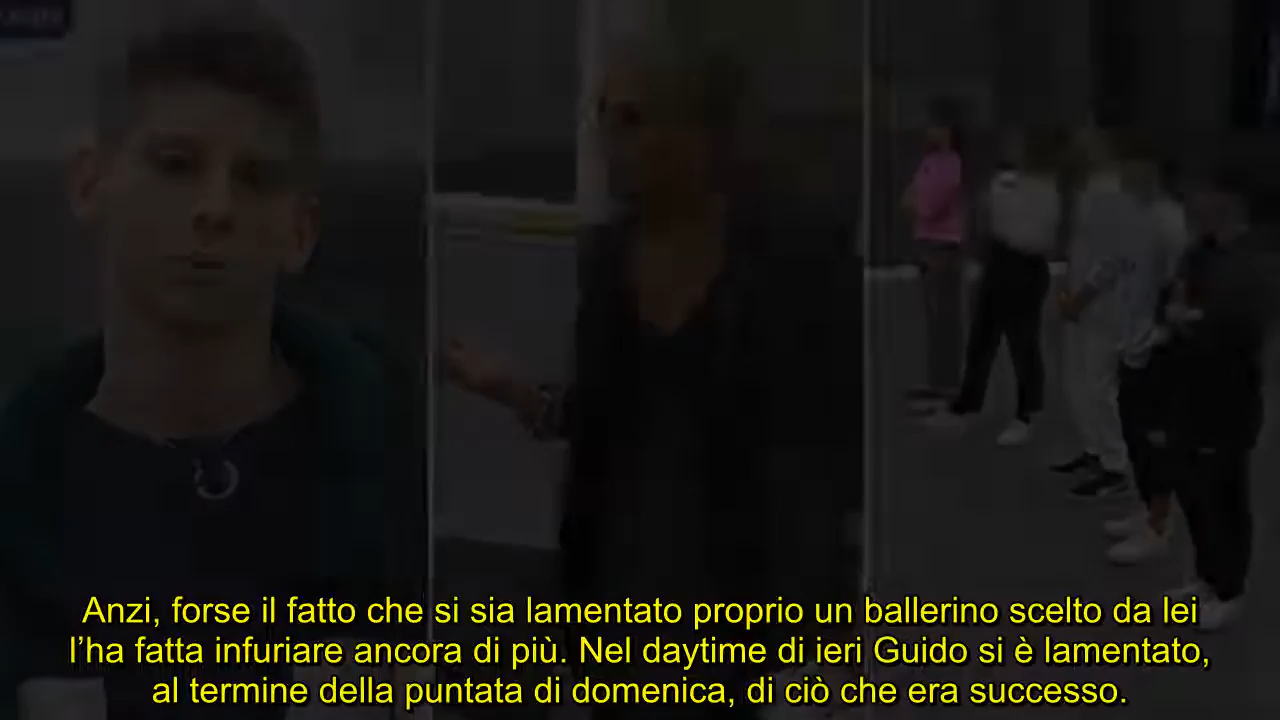 Anzi, forse il fatto che si sia lamentato proprio un ballerino scelto da lei
l’ha fatta infuriare ancora di più. Nel daytime di ieri Guido si è lamentato,
al termine della puntata di domenica, di ciò che era successo.